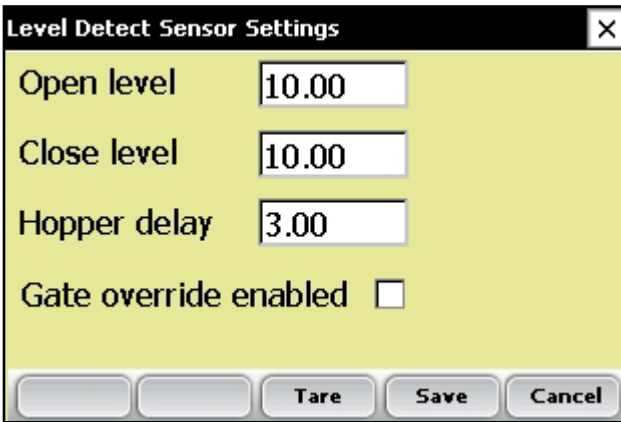 Level Detect Sensor Settings
Open level 10.00
Close level 10.00
Hopper delay 3.00
Gate override enabled
Tare Save Cancel